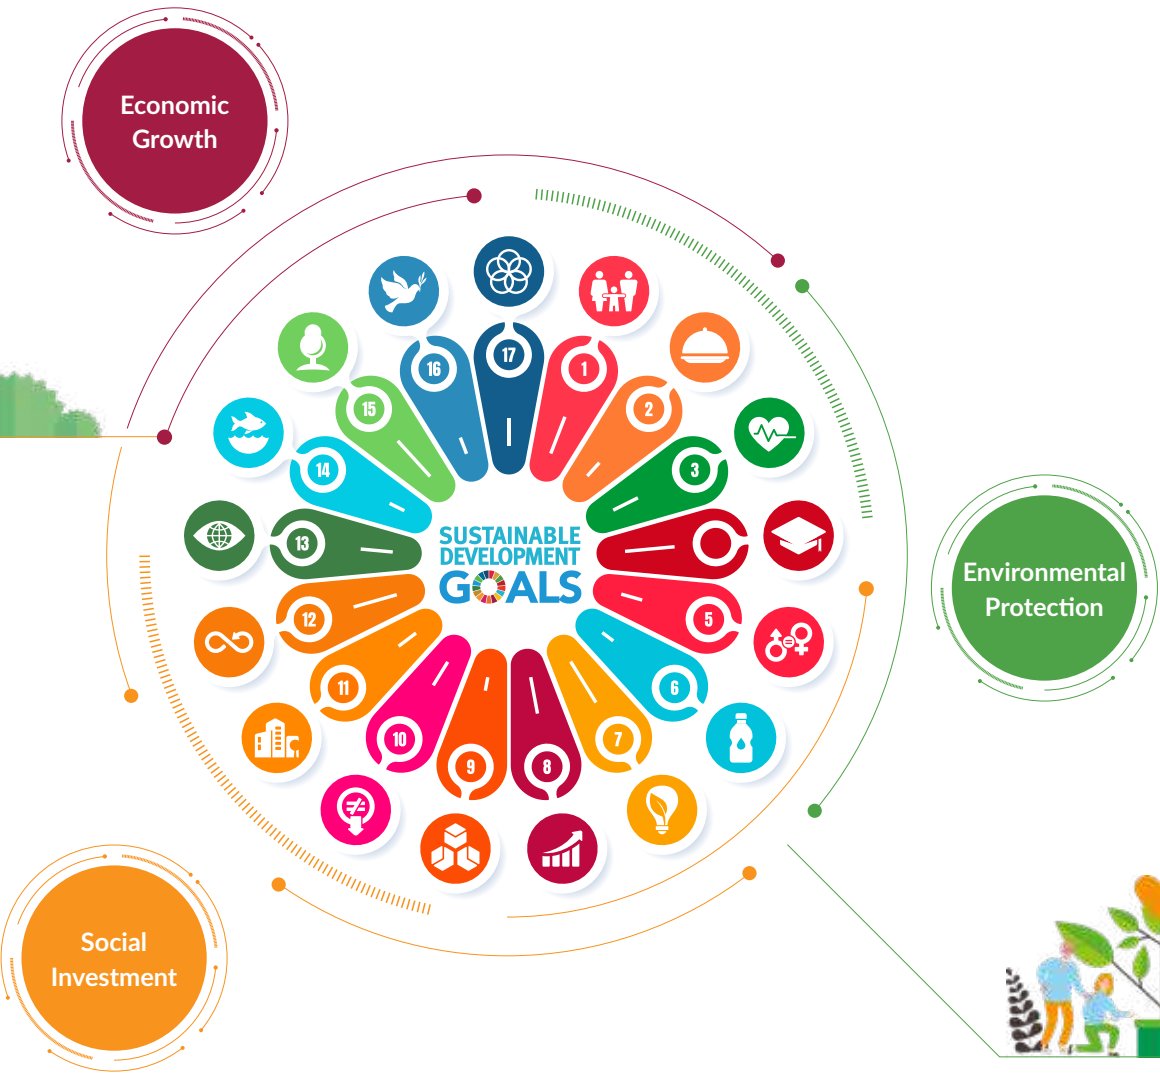 Economic
Growth
17
16
1
15
2
14
3
SUSTAINABLE
DEVELOPMENT
GOALS
13
12
5
11
6
10
7
9
8
Environmental
Protection
Social
Investment